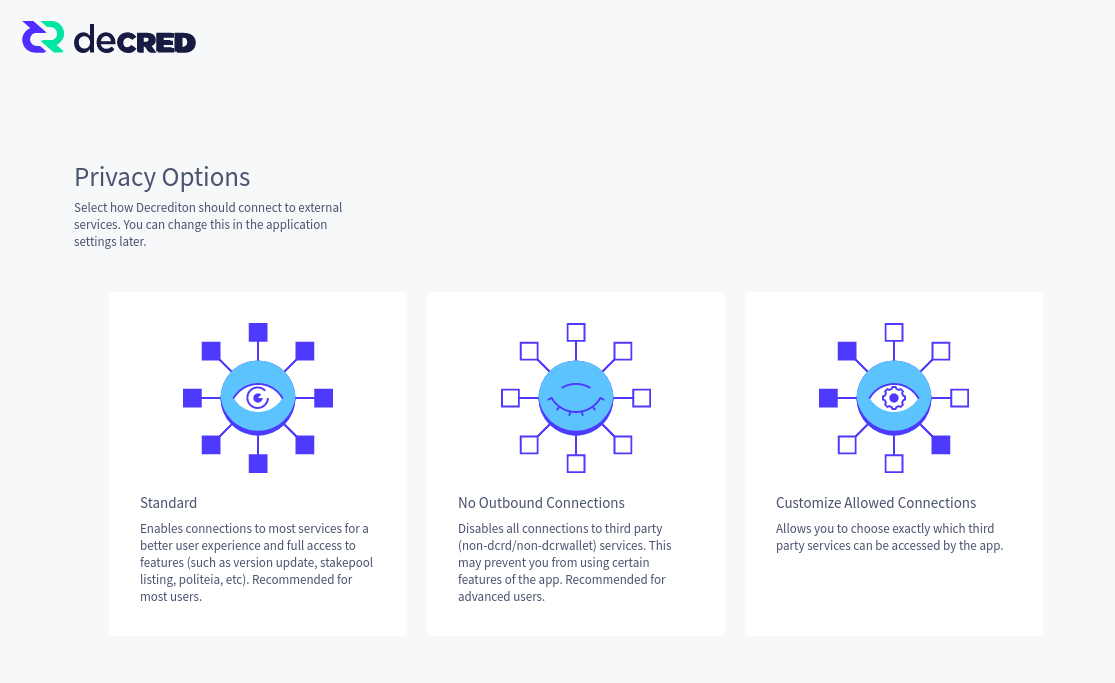 decRED
Privacy Options
Select how Decrediton should connect to external
services. You can change this in the application
settings later.
Standard
Enables connections to most services for a
better user experience and full access to
features (such as version update, stakepool
listing, politeia, etc). Recommended for
most users.
No Outbound Connections
Disables all connections to third party
(non-dcrd/non-dcrwallet) services. This
may prevent you from using certain
features of the app. Recommended for
advanced users.
Customize Allowed Connections
Allows you to choose exactly which third
party services can be accessed by the app.